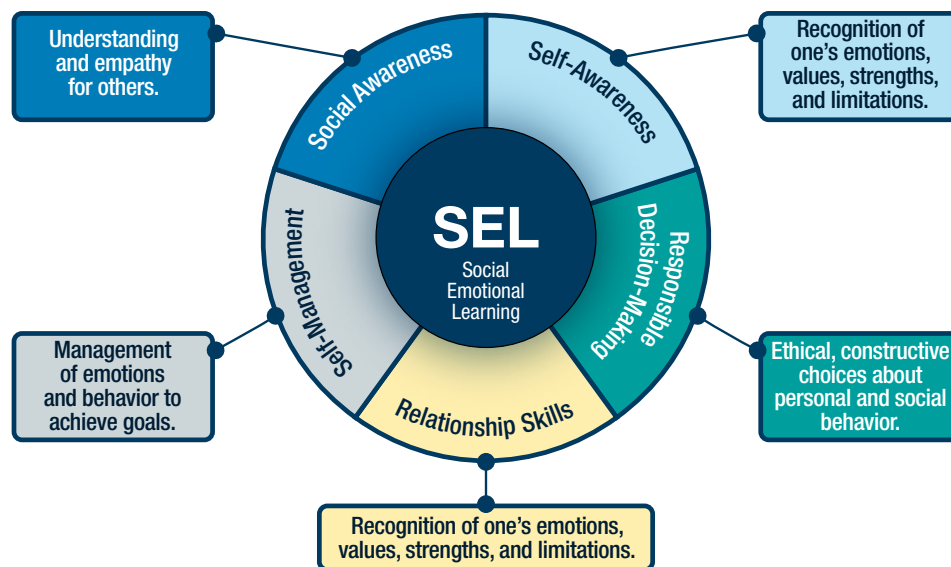 Understanding
and empathy
for others.
Social Awareness
Self-Awareness
Recognition of
one’s emotions,
values, strengths,
and limitations.
SEL
Social
Emotional
Learning
Self-Management
Responsible
Decision-Making
Management
of emotions
and behavior to
achieve goals.
Relationship Skills
Ethical, constructive
choices about
personal and social
behavior.
Recognition of one’s emotions,
values, strengths, and limitations.